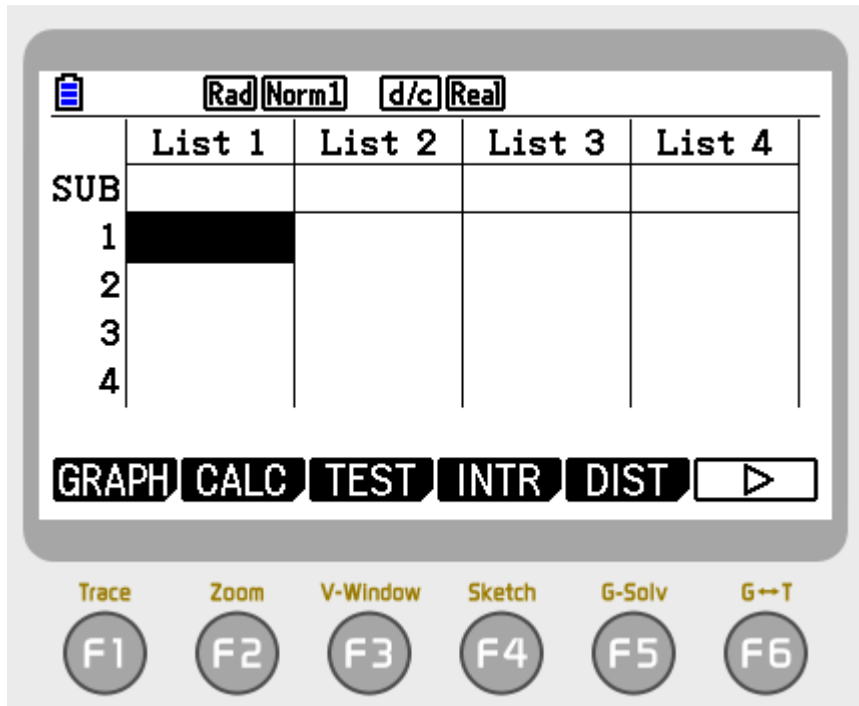 Rad Norm1 d/c Real
List 1 List 2 List 3 List 4
SUB
1
2
3
4
GRAPH CALC TEST INTR DIST ▷
Trace Zoom V-Window Sketch G-Solv G↔T
F1 F2 F3 F4 F5 F6